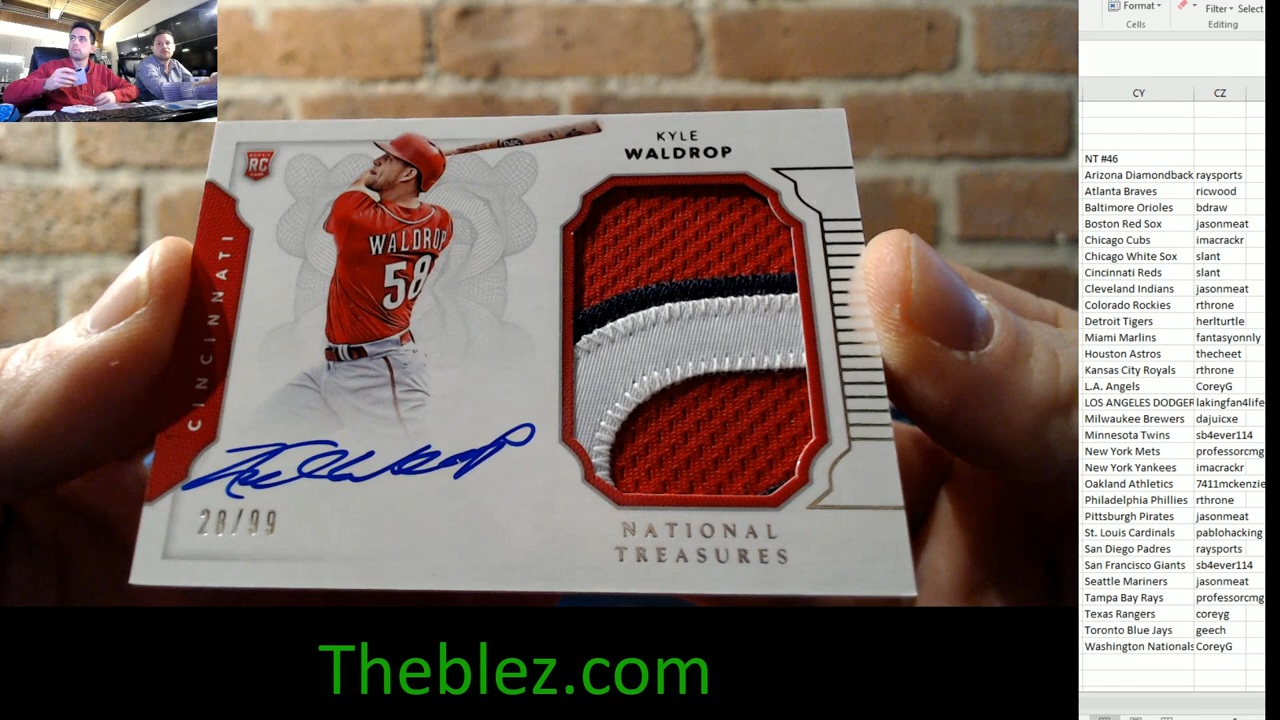 KYLE
WALDROP
ROOKIE
RC
CARD
WALDROP
58
CINCINNATI
28/99
NATIONAL
TREASURES
Theblez.com
Format
Cells
Filter
Select
Editing
CY CZ
NT #46
Arizona Diamondback raysports
Atlanta Braves ricwood
Baltimore Orioles bdraw
Boston Red Sox jasonmeat
Chicago Cubs imacrackr
Chicago White Sox slant
Cincinnati Reds slant
Cleveland Indians jasonmeat
Colorado Rockies rthrone
Detroit Tigers herlturtle
Miami Marlins fantasyonnly
Houston Astros thecheet
Kansas City Royals rthrone
L.A. Angels CoreyG
LOS ANGELES DODGER lakingfan4life
Milwaukee Brewers dajuicxe
Minnesota Twins sb4ever114
New York Mets professorcmg
New York Yankees imacrackr
Oakland Athletics 7411mckenzie
Philadelphia Phillies rthrone
Pittsburgh Pirates jasonmeat
St. Louis Cardinals pablohacking
San Diego Padres raysports
San Francisco Giants sb4ever114
Seattle Mariners jasonmeat
Tampa Bay Rays professorcmg
Texas Rangers coreyg
Toronto Blue Jays geech
Washington Nationals CoreyG